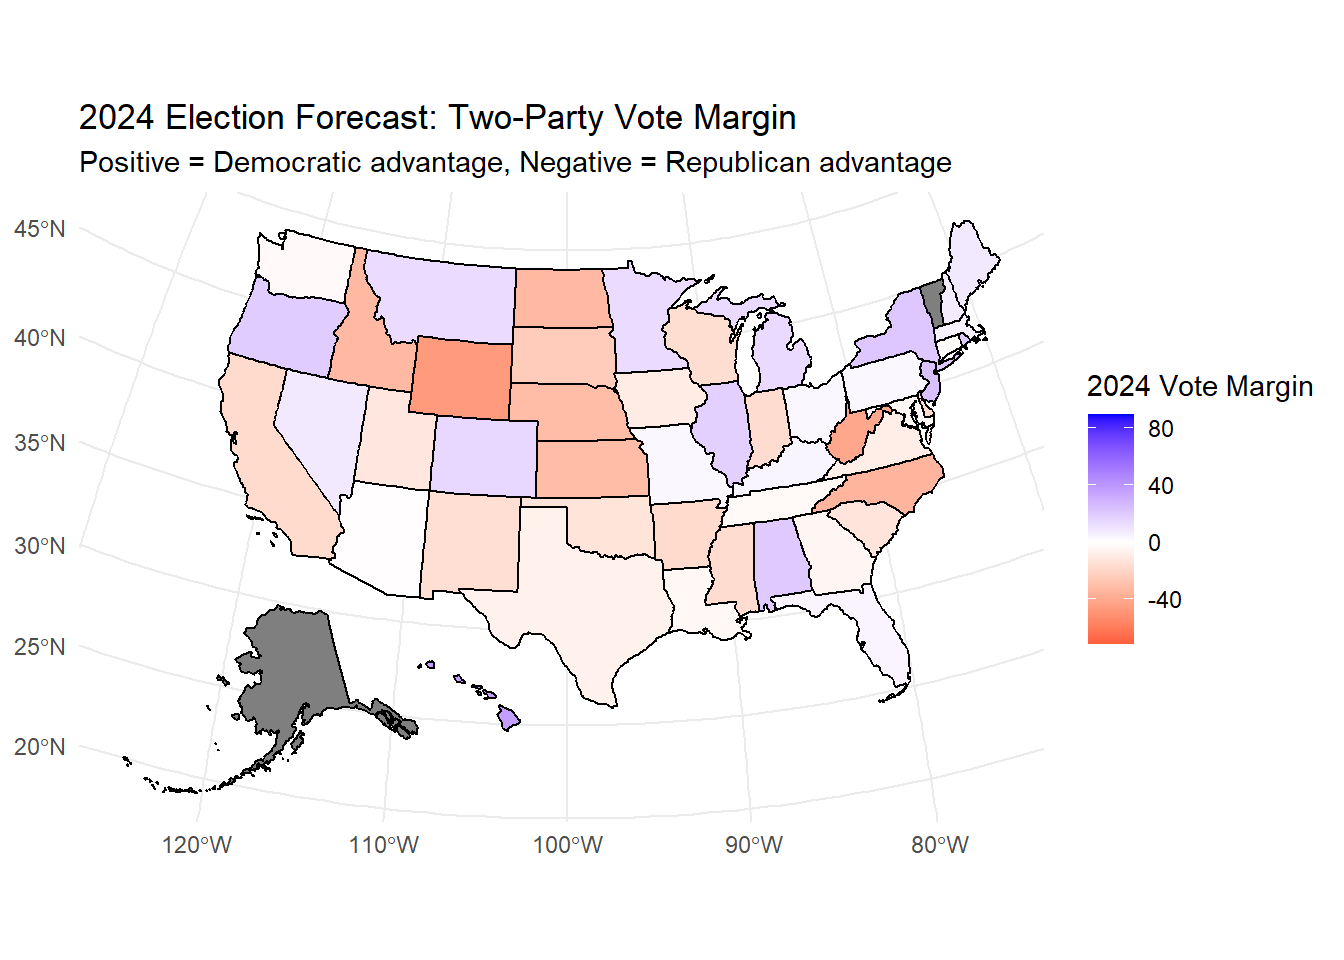 2024 Election Forecast: Two-Party Vote Margin
Positive = Democratic advantage, Negative = Republican advantage
45°N
40°N
35°N
30°N
25°N
20°N
120°W
110°W
100°W
90°W
80°W
2024 Vote Margin
80
40
0
-40